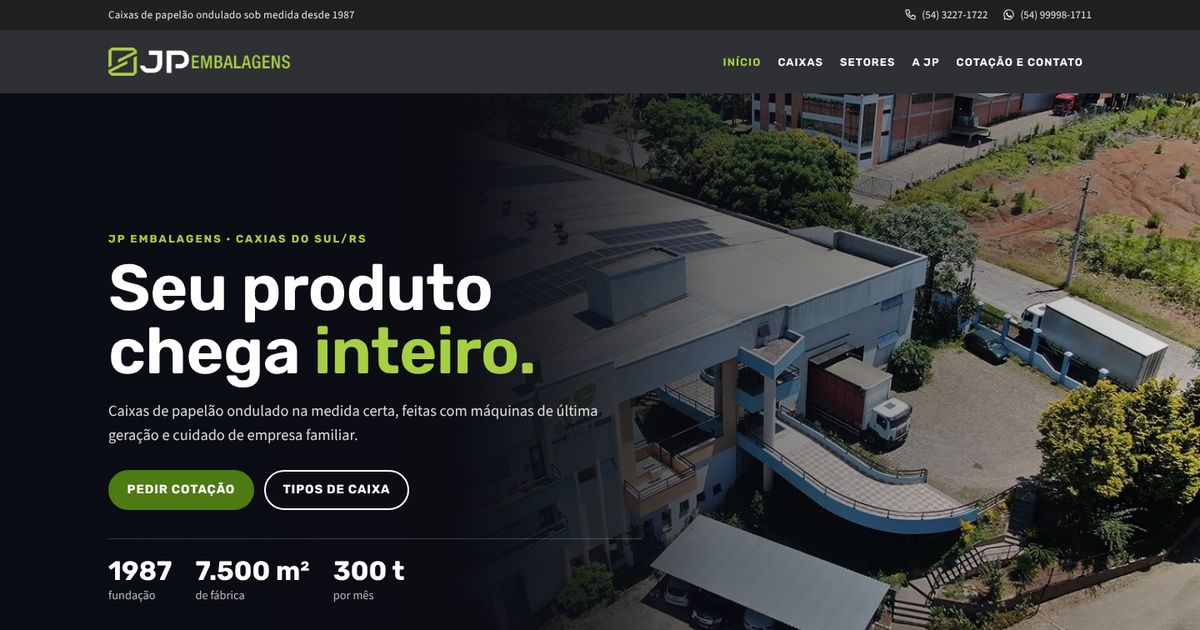 Caixas de papelão ondulado sob medida desde 1987
(54) 3227-1722
(54) 99998-1711
JP EMBALAGENS
INÍCIO
CAIXAS
SETORES
A JP
COTAÇÃO E CONTATO
JP EMBALAGENS • CAXIAS DO SUL/RS
Seu produto
chega inteiro.
Caixas de papelão ondulado na medida certa, feitas com máquinas de última
geração e cuidado de empresa familiar.
PEDIR COTAÇÃO
TIPOS DE CAIXA
1987
fundação
7.500 m²
de fábrica
300 t
por mês